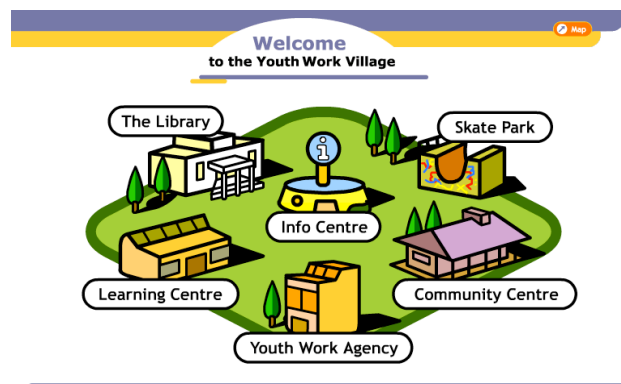 Map
Welcome
to the Youth Work Village
The Library
Skate Park
i
Info Centre
Learning Centre
Community Centre
Youth Work Agency